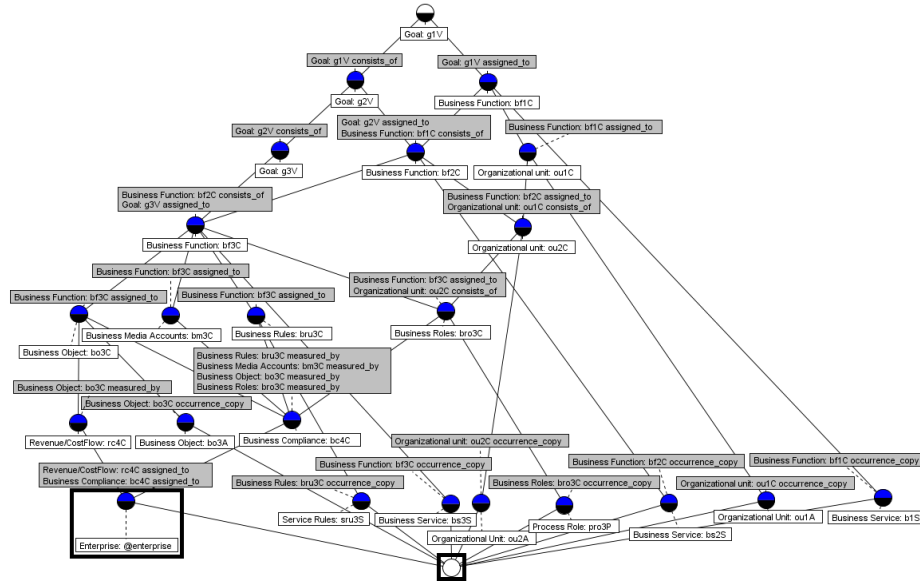 Goal: g1V
Goal: g1V consists_of
Goal: g1V assigned_to
Goal: g2V
Business Function: bf1C
Goal: g2V assigned_to
Business Function: bf1C consists_of
Business Function: bf1C assigned_to
Goal: g2V consists_of
Goal: g3V
Business Function: bf2C
Organizational unit: ou1C
Business Function: bf2C consists_of
Goal: g3V assigned_to
Business Function: bf2C assigned_to
Organizational unit: ou1C consists_of
Business Function: bf3C
Organizational unit: ou2C
Business Function: bf3C assigned_to
Business Function: bf3C assigned_to
Business Function: bf3C assigned_to
Business Function: bf3C assigned_to
Organizational unit: ou2C consists_of
Business Media Accounts: bm3C
Business Rules: bru3C
Business Roles: bro3C
Business Object: bo3C
Business Rules: bru3C measured_by
Business Media Accounts: bm3C measured_by
Business Object: bo3C measured_by
Business Roles: bro3C measured_by
Business Object: bo3C measured_by
Business Object: bo3C occurrence_copy
Revenue/CostFlow: rc4C
Business Object: bo3A
Business Compliance: bc4C
Organizational unit: ou2C occurrence_copy
Revenue/CostFlow: rc4C assigned_to
Business Compliance: bc4C assigned_to
Business Function: bf3C occurrence_copy
Business Rules: bru3C occurrence_copy
Business Roles: bro3C occurrence_copy
Business Function: bf2C occurrence_copy
Business Function: bf1C occurrence_copy
Organizational unit: ou1C occurrence_copy
Service Rules: sru3S
Business Service: bs3S
Process Role: pro3P
Organizational Unit: ou1A
Business Service: b1S
Enterprise: @enterprise
Organizational Unit: ou2A
Business Service: bs2S